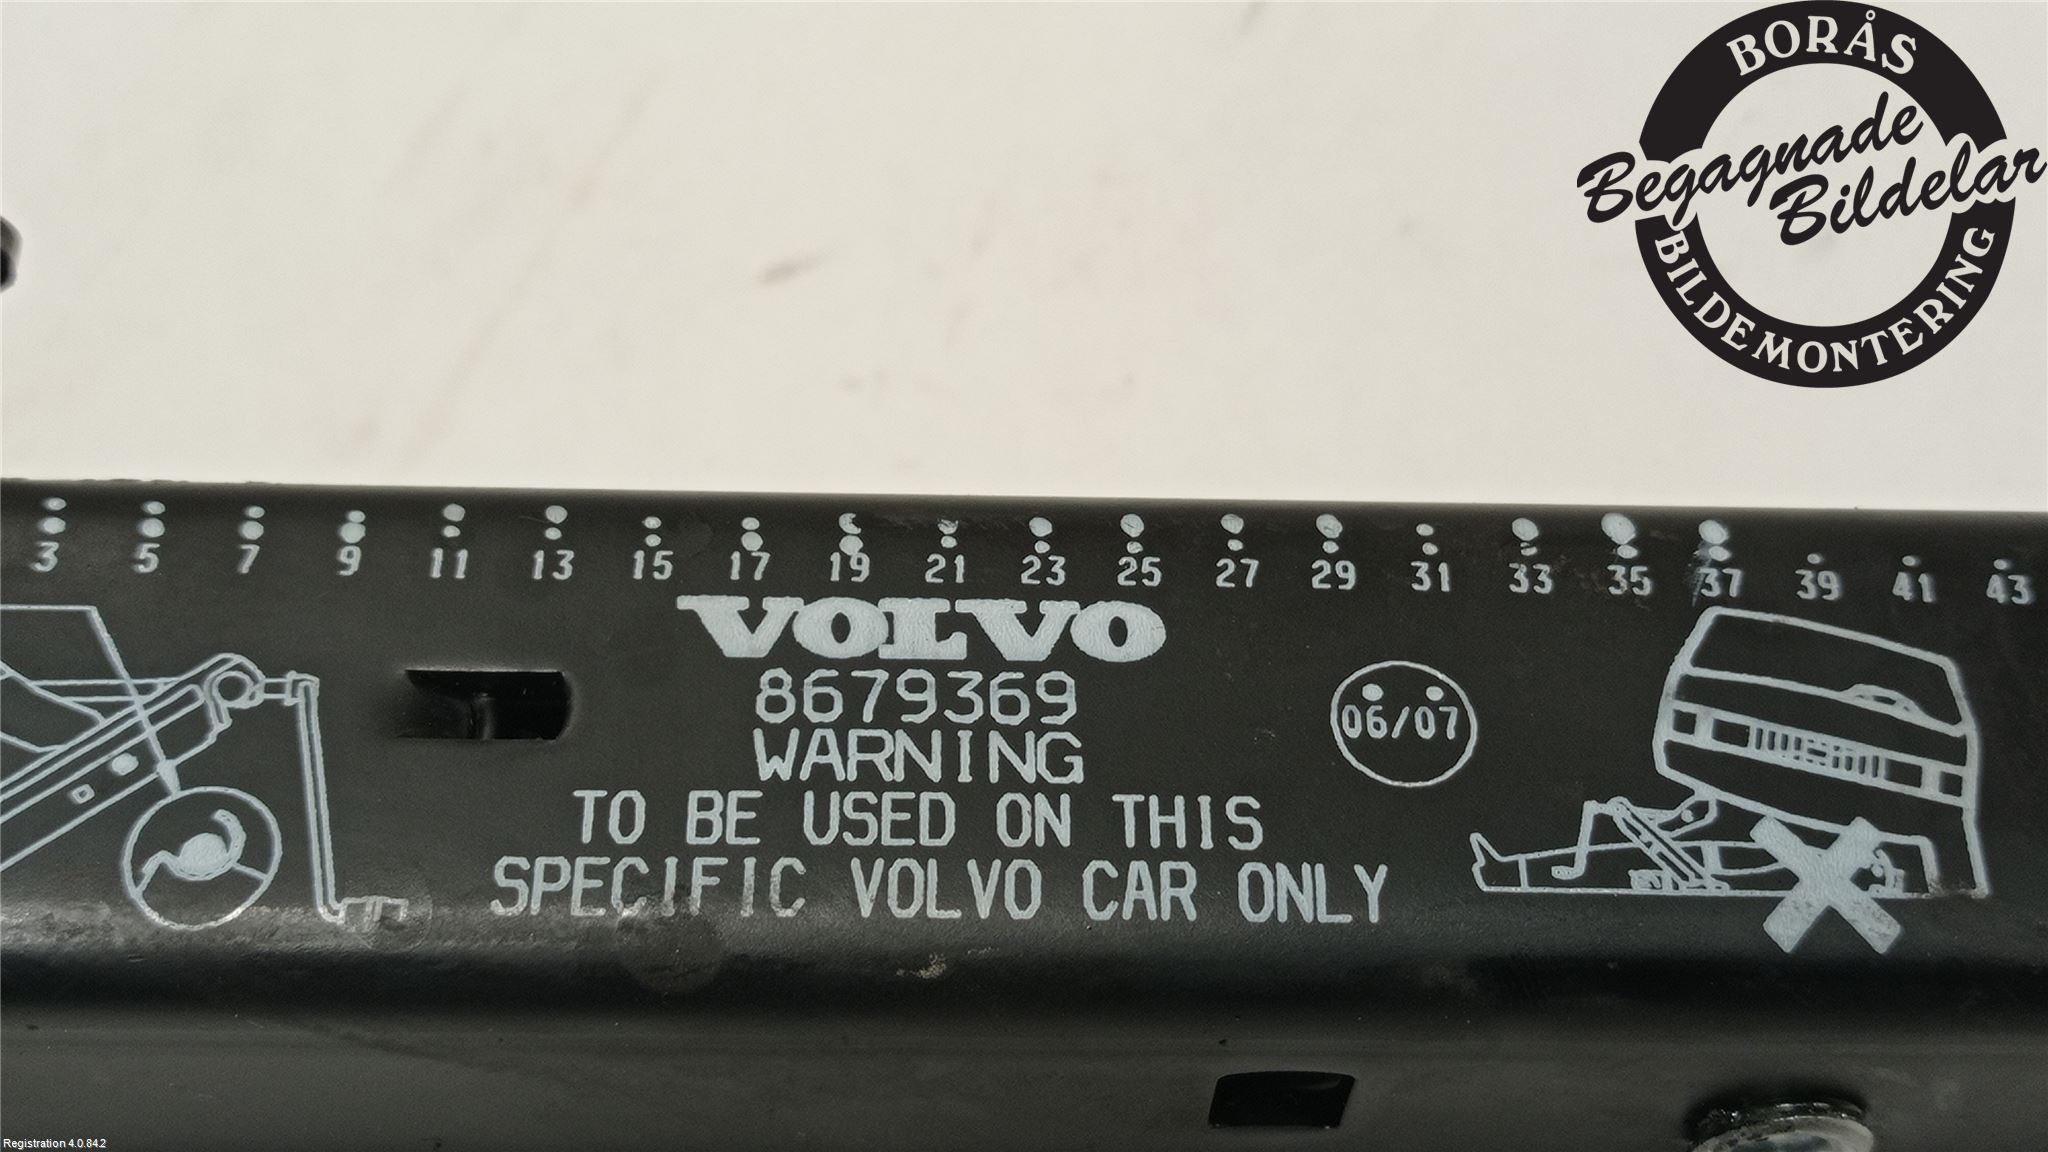 BORÅS
Begagnade
Bildelar
BILDEMONTERING
3 5 7 9 11 13 15 17 19 21 23 25 27 29 31 33 35 37 39 41 43
VOLVO
8679369
06/07
WARNING
TO BE USED ON THIS
SPECIFIC VOLVO CAR ONLY
Registration 4.0.84.2